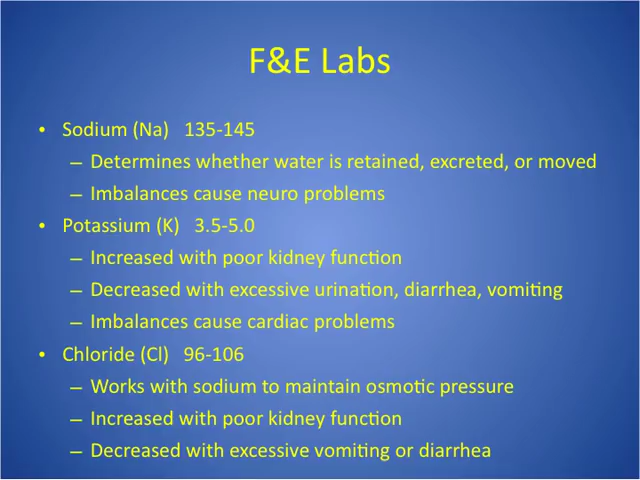 F&E Labs
• Sodium (Na) 135-145
– Determines whether water is retained, excreted, or moved
– Imbalances cause neuro problems
• Potassium (K) 3.5-5.0
– Increased with poor kidney function
– Decreased with excessive urination, diarrhea, vomiting
– Imbalances cause cardiac problems
• Chloride (Cl) 96-106
– Works with sodium to maintain osmotic pressure
– Increased with poor kidney function
– Decreased with excessive vomiting or diarrhea